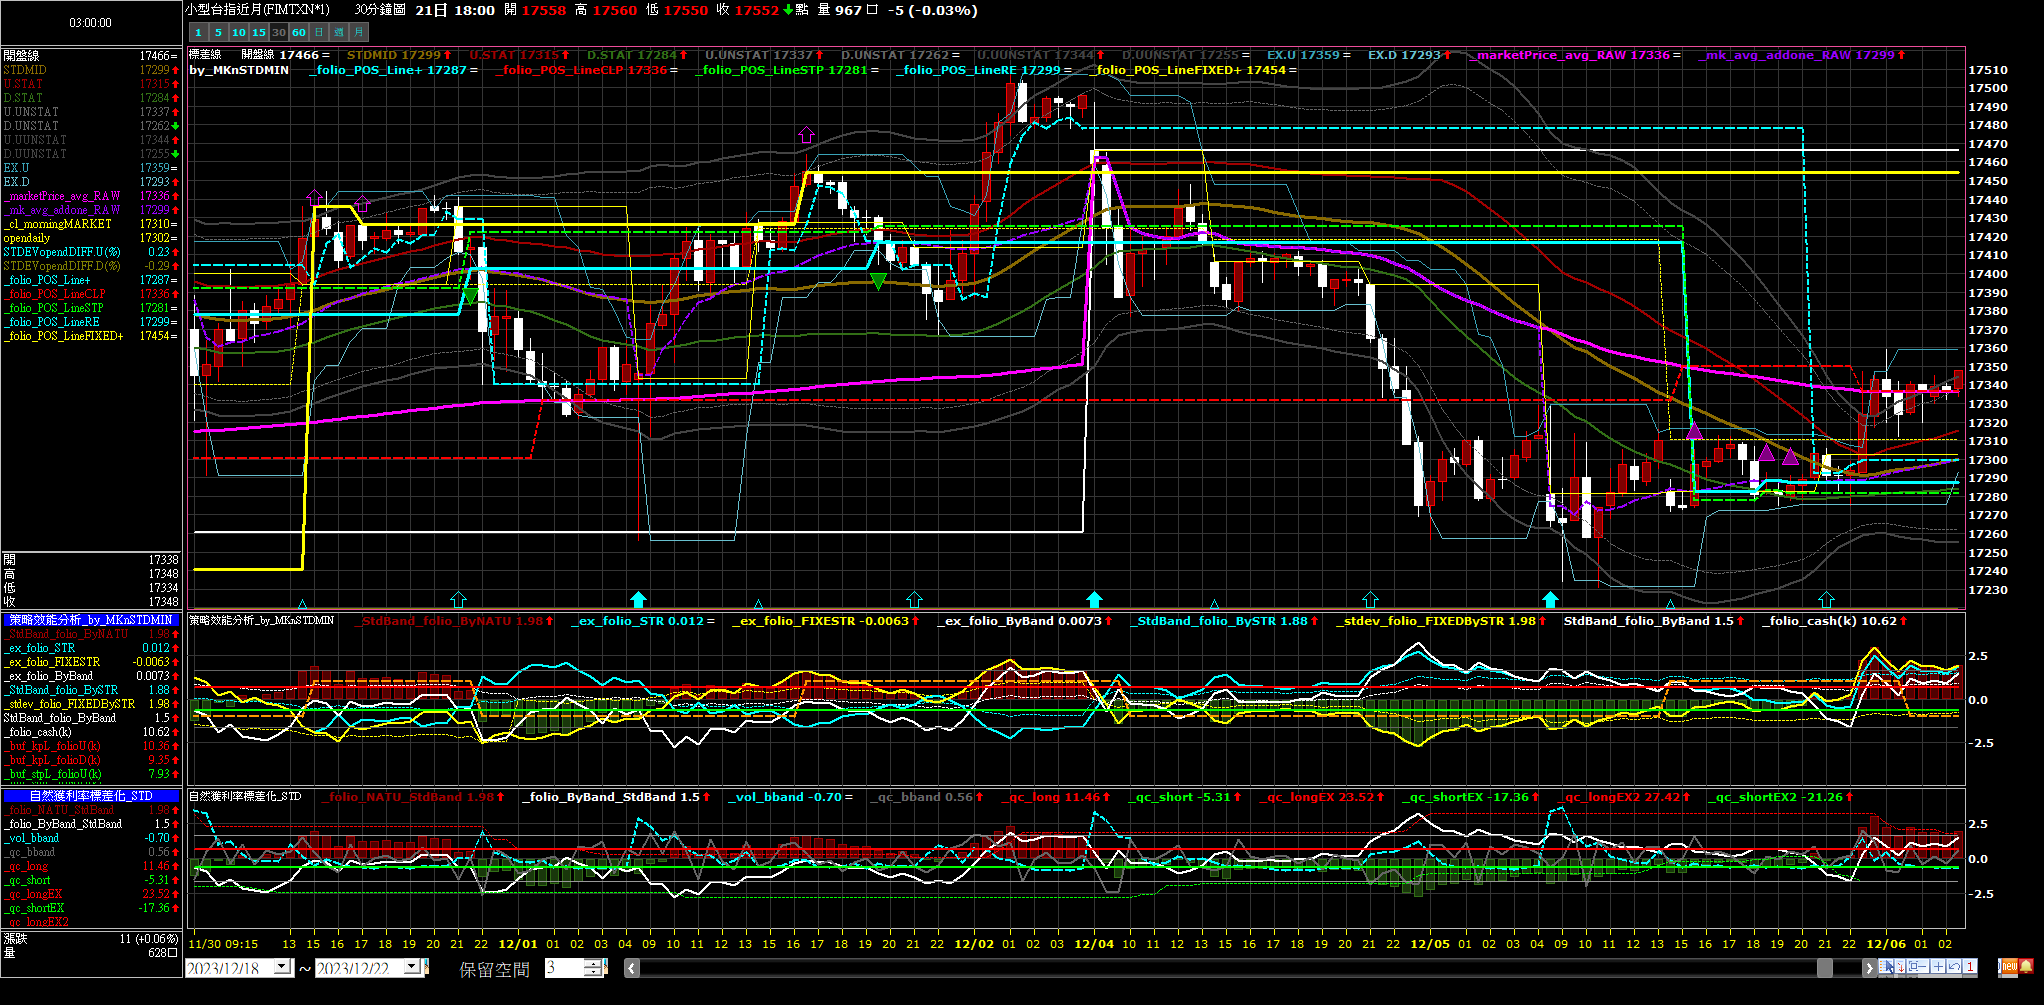 小型台指近月(FIMTXN*1) 30分鐘圖 21日 18:00 開 17558 高 17560 低 17550 收 17552 點 量 967 口 -5 (-0.03%)
1 5 10 15 30 60 日 週 月
03:00:00
開盤線 17466=
STDMID 17299
U.STAT 17315
D.STAT 17284
U.UNSTAT 17337
D.UNSTAT 17262
U.UUNSTAT 17344
D.UUNSTAT 17255
EX.U 17359=
EX.D 17293
_marketPrice_avg_RAW 17336
_mk_avg_addone_RAW 17299
_cl_morningMARKET 17310=
opendaily 17302=
STDEVopendDIFF.U(%) 0.23
STDEVopendDIFF.D(%) -0.29
_folio_POS_Line+ 17287=
_folio_POS_LineCLP 17336
_folio_POS_LineSTP 17281=
_folio_POS_LineRE 17299=
_folio_POS_LineFIXED+ 17454=
開 17338
高 17348
低 17334
收 17348
標差線 開盤線 17466 = STDMID 17299 U.STAT 17315 D.STAT 17284 U.UNSTAT 17337 D.UNSTAT 17262 = U.UUNSTAT 17344 D.UUNSTAT 17255 = EX.U 17359 = EX.D 17293 _marketPrice_avg_RAW 17336 = _mk_avg_addone_RAW 17299
by_MKnSTDMIN _folio_POS_Line+ 17287 = _folio_POS_LineCLP 17336 = _folio_POS_LineSTP 17281 = _folio_POS_LineRE 17299 = _folio_POS_LineFIXED+ 17454 =
17510
17500
17490
17480
17470
17460
17450
17440
17430
17420
17410
17400
17390
17380
17370
17360
17350
17340
17330
17320
17310
17300
17290
17280
17270
17260
17250
17240
17230
策略效能分析_by_MKnSTDMIN
_StdBand_folio_ByNATU 1.98
_ex_folio_STR 0.012=
_ex_folio_FIXESTR -0.0063
_ex_folio_ByBand 0.0073
_StdBand_folio_BySTR 1.88
_stdev_folio_FIXEDBySTR 1.98
StdBand_folio_ByBand 1.5
_folio_cash(k) 10.62
_buf_kpL_folioU(k) 10.36
_buf_kpL_folioD(k) 9.35
_buf_stpL_folioU(k) 7.93
策略效能分析_by_MKnSTDMIN _StdBand_folio_ByNATU 1.98 _ex_folio_STR 0.012 = _ex_folio_FIXESTR -0.0063 _ex_folio_ByBand 0.0073 _StdBand_folio_BySTR 1.88 _stdev_folio_FIXEDBySTR 1.98 StdBand_folio_ByBand 1.5 _folio_cash(k) 10.62
2.5
0.0
-2.5
自然獲利率標差化_STD
_folio_NATU_StdBand 1.98
_folio_ByBand_StdBand 1.5
_vol_bband -0.70
_qc_bband 0.56
_qc_long 11.46
_qc_short -5.31
_qc_longEX 23.52
_qc_shortEX -17.36
_qc_longEX2
漲跌 11 (+0.06%)
量 628口
自然獲利率標差化_STD _folio_NATU_StdBand 1.98 _folio_ByBand_StdBand 1.5 _vol_bband -0.70 = _qc_bband 0.56 _qc_long 11.46 _qc_short -5.31 _qc_longEX 23.52 _qc_shortEX -17.36 _qc_longEX2 27.42 _qc_shortEX2 -21.26
2.5
0.0
-2.5
11/30 09:15 13 15 16 17 18 19 20 21 22 12/01 01 02 03 04 09 10 11 13 15 16 17 18 19 20 21 22 12/02 01 02 03 12/04 10 11 12 13 15 16 17 18 19 20 21 22 12/05 01 02 03 04 09 10 11 12 13 15 17 18 19 20 21 22 12/06 01 02
2023/12/18 ~ 2023/12/22 保留空間 3
1 new